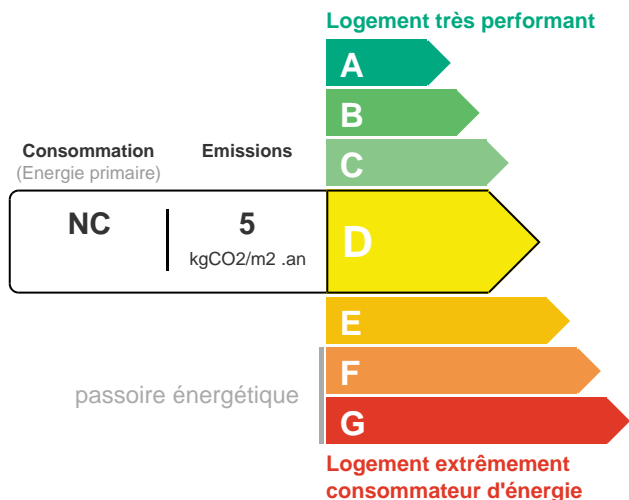 Logement très performant
A
B
Consommation Emissions
(Energie primaire)
C
NC 5
kgCO2/m2 .an
D
E
F
passoire énergétique
G
Logement extrêmement
consommateur d'énergie